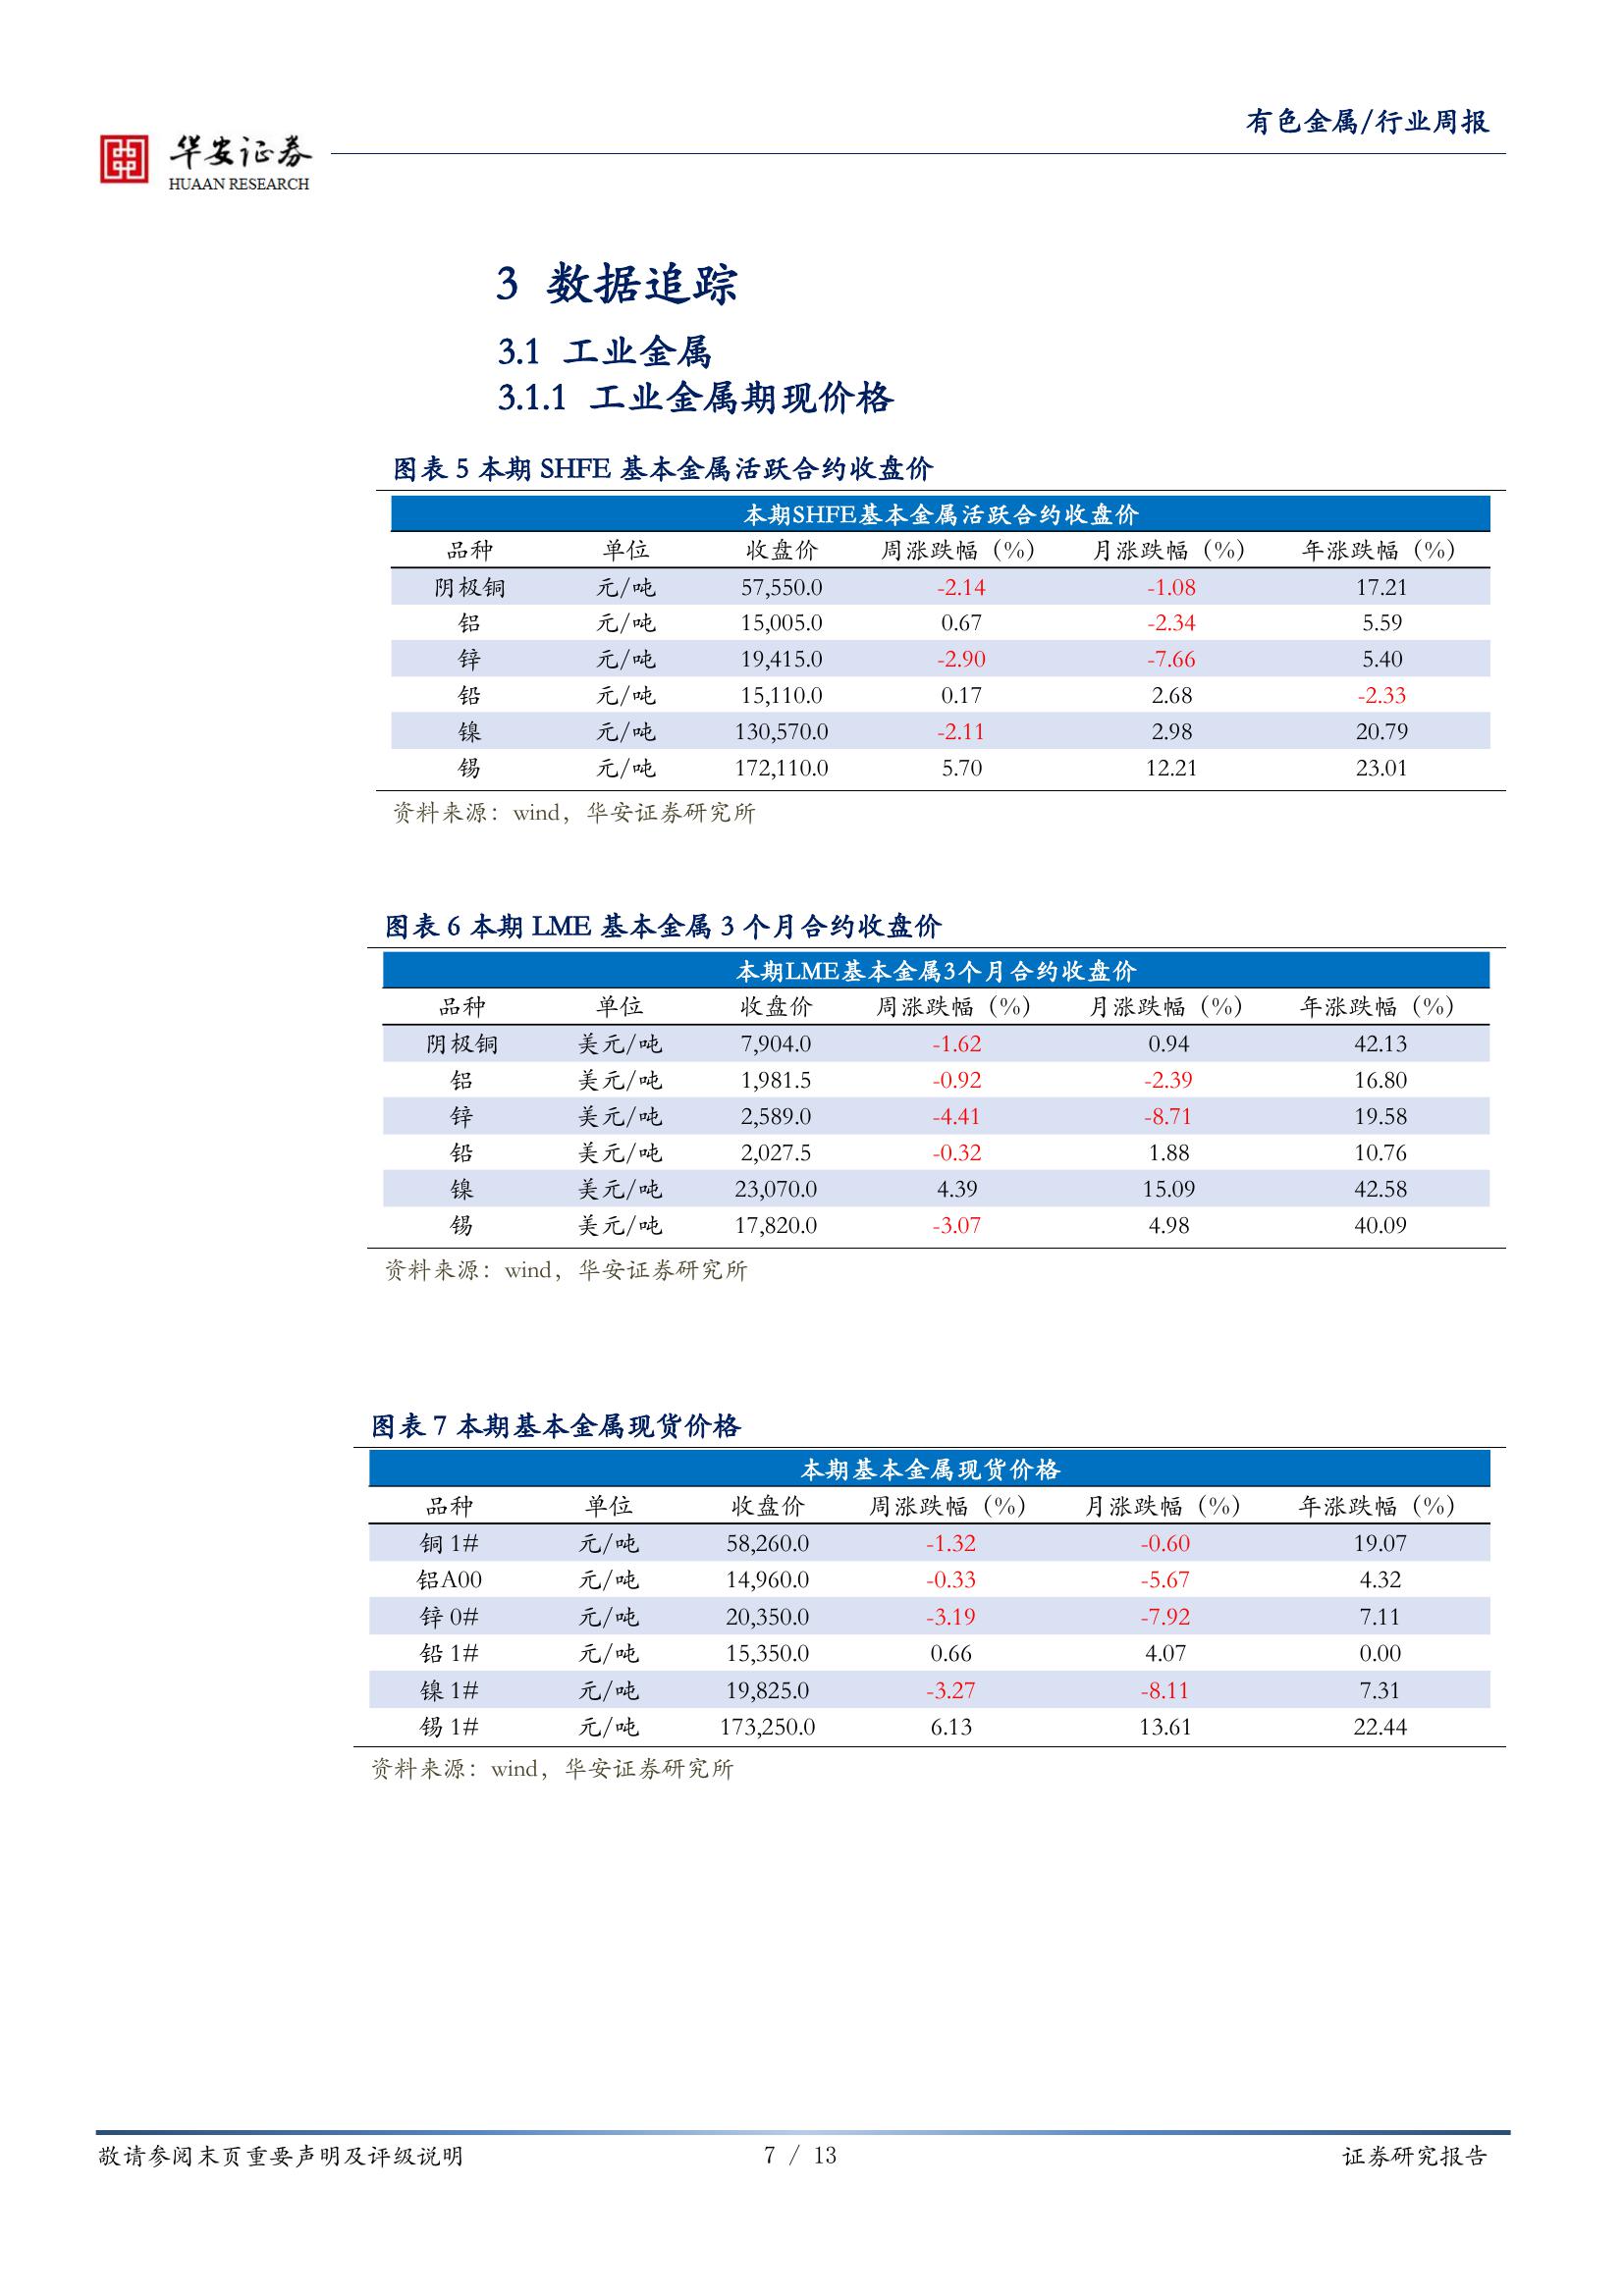 有色金属/行业周报
华安证券
HUAAN RESEARCH
3 数据追踪
3.1 工业金属
3.1.1 工业金属期现价格
图表 5 本期 SHFE 基本金属活跃合约收盘价
本期SHFE基本金属活跃合约收盘价
品种 单位 收盘价 周涨跌幅（%） 月涨跌幅（%） 年涨跌幅（%）
阴极铜 元/吨 57,550.0 -2.14 -1.08 17.21
铝 元/吨 15,005.0 0.67 -2.34 5.59
锌 元/吨 19,415.0 -2.90 -7.66 5.40
铅 元/吨 15,110.0 0.17 2.68 -2.33
镍 元/吨 130,570.0 -2.11 2.98 20.79
锡 元/吨 172,110.0 5.70 12.21 23.01
资料来源：wind，华安证券研究所
图表 6 本期 LME 基本金属 3 个月合约收盘价
本期LME基本金属3个月合约收盘价
品种 单位 收盘价 周涨跌幅（%） 月涨跌幅（%） 年涨跌幅（%）
阴极铜 美元/吨 7,904.0 -1.62 0.94 42.13
铝 美元/吨 1,981.5 -0.92 -2.39 16.80
锌 美元/吨 2,589.0 -4.41 -8.71 19.58
铅 美元/吨 2,027.5 -0.32 1.88 10.76
镍 美元/吨 23,070.0 4.39 15.09 42.58
锡 美元/吨 17,820.0 -3.07 4.98 40.09
资料来源：wind，华安证券研究所
图表 7 本期基本金属现货价格
本期基本金属现货价格
品种 单位 收盘价 周涨跌幅（%） 月涨跌幅（%） 年涨跌幅（%）
铜 1# 元/吨 58,260.0 -1.32 -0.60 19.07
铝A00 元/吨 14,960.0 -0.33 -5.67 4.32
锌 0# 元/吨 20,350.0 -3.19 -7.92 7.11
铅 1# 元/吨 15,350.0 0.66 4.07 0.00
镍 1# 元/吨 19,825.0 -3.27 -8.11 7.31
锡 1# 元/吨 173,250.0 6.13 13.61 22.44
资料来源：wind，华安证券研究所
敬请参阅末页重要声明及评级说明 7 / 13 证券研究报告